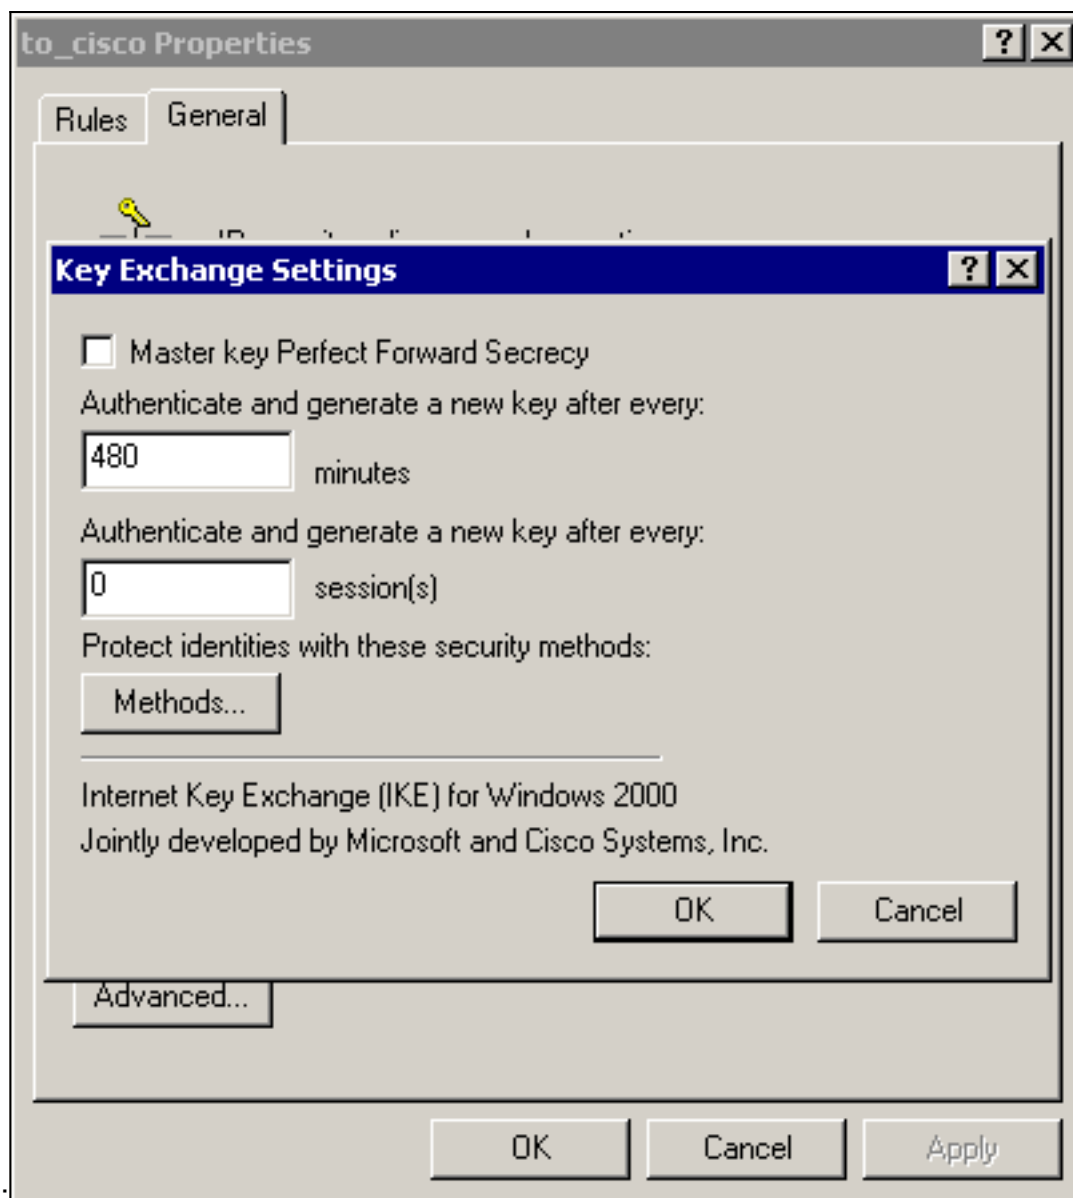 to_cisco Properties
Rules
General
Key Exchange Settings
Master key Perfect Forward Secrecy
Authenticate and generate a new key after every:
480
minutes
Authenticate and generate a new key after every:
0
session(s)
Protect identities with these security methods:
Methods...
Internet Key Exchange (IKE) for Windows 2000
Jointly developed by Microsoft and Cisco Systems, Inc.
OK
Cancel
Advanced...
OK
Cancel
Apply
.